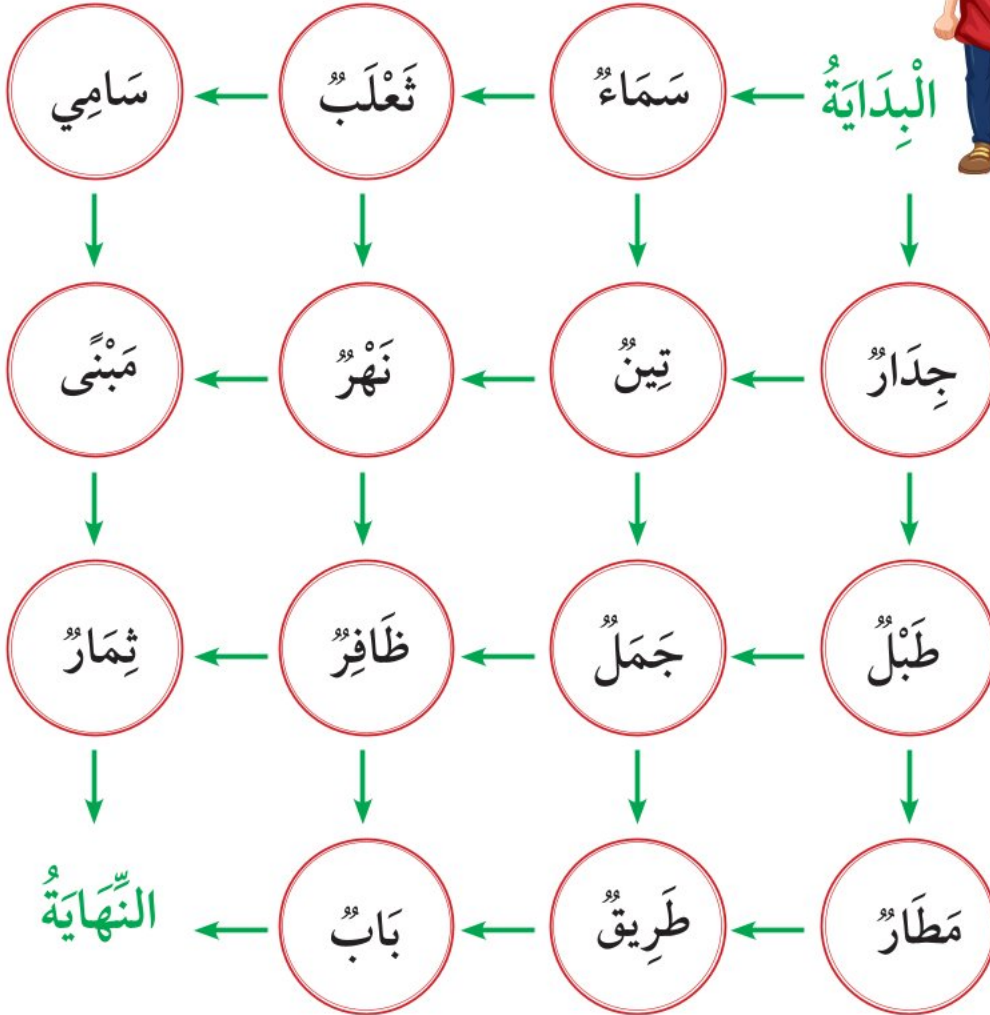 الْبِدَايَةُ سَمَاءٌ ثَعْلَبٌ سَامِي
جِدَارٌ تِينٌ نَهْرٌ مَبْنًى
طَبْلٌ جَمَلٌ ظَافِرٌ ثِمَارٌ
مَطَارٌ طَرِيقٌ بَابٌ النِّهَايَةُ